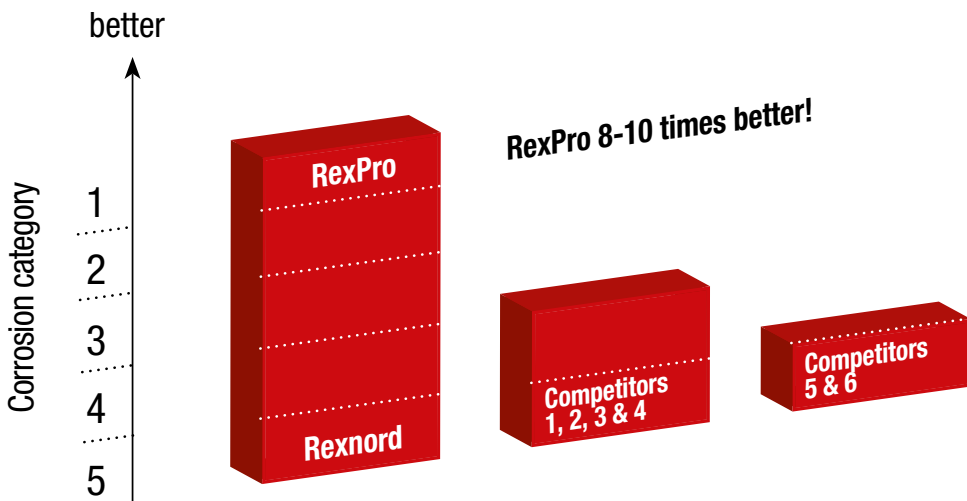 better
Corrosion category
1
2
3
4
5
RexPro
Rexnord
RexPro 8-10 times better!
Competitors
1, 2, 3 & 4
Competitors
5 & 6